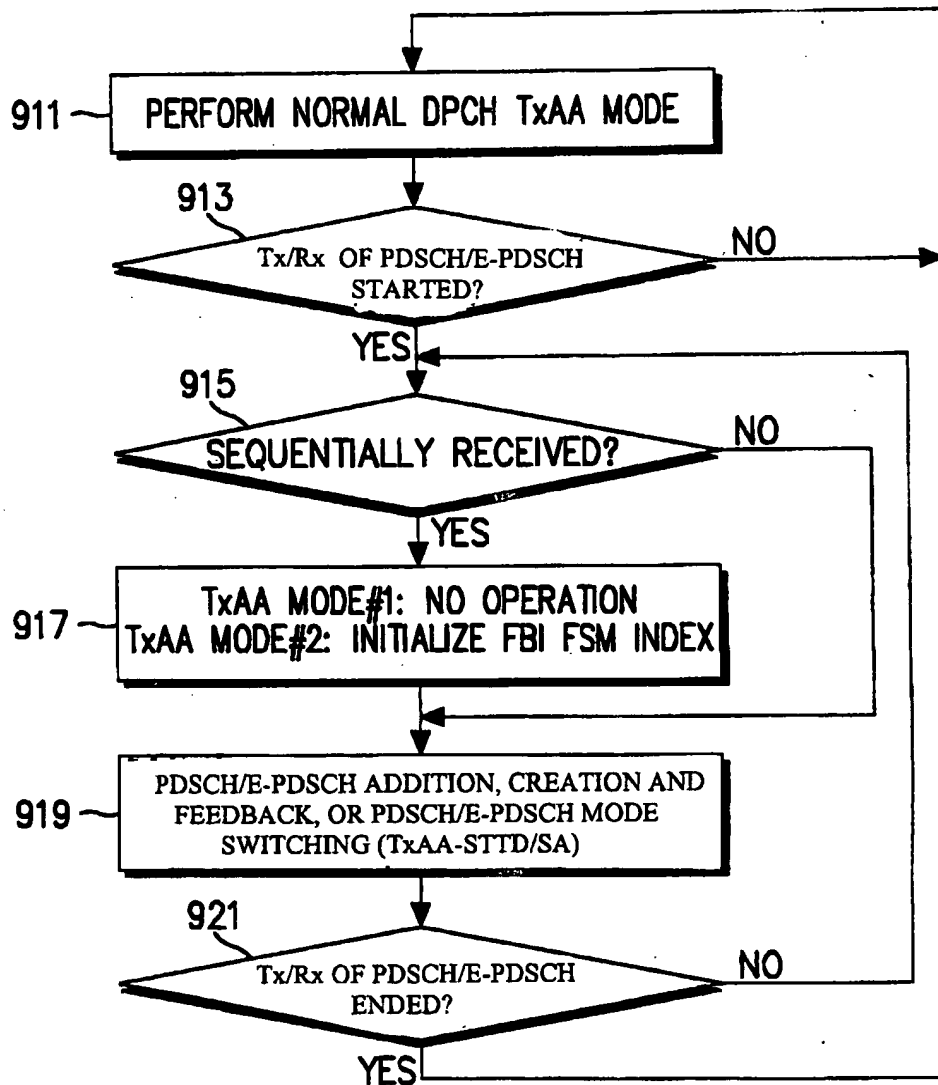 911
PERFORM NORMAL DPCH TxAA MODE
913
Tx/Rx OF PDSCH/E-PDSCH
STARTED?
NO
YES
915
SEQUENTIALLY RECEIVED?
NO
YES
917
TxAA MODE#1: NO OPERATION
TxAA MODE#2: INITIALIZE FBI FSM INDEX
919
PDSCH/E-PDSCH ADDITION, CREATION AND
FEEDBACK, OR PDSCH/E-PDSCH MODE
SWITCHING (TxAA-STTD/SA)
921
Tx/Rx OF PDSCH/E-PDSCH
ENDED?
NO
YES